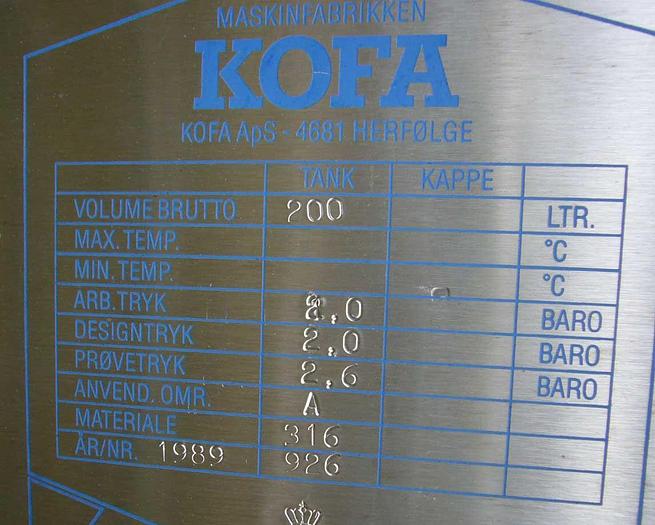 MASKINFABRIKKEN
KOFA
KOFA ApS - 4681 HERFØLGE
TANK KAPPE
VOLUME BRUTTO 200 LTR.
MAX. TEMP. °C
MIN. TEMP. °C
ARB. TRYK 2,0 BARO
DESIGNTRYK 2,0 BARO
PRØVETRYK 2,6 BARO
ANVEND. OMR. A
MATERIALE 316
ÅR/NR. 1989 926